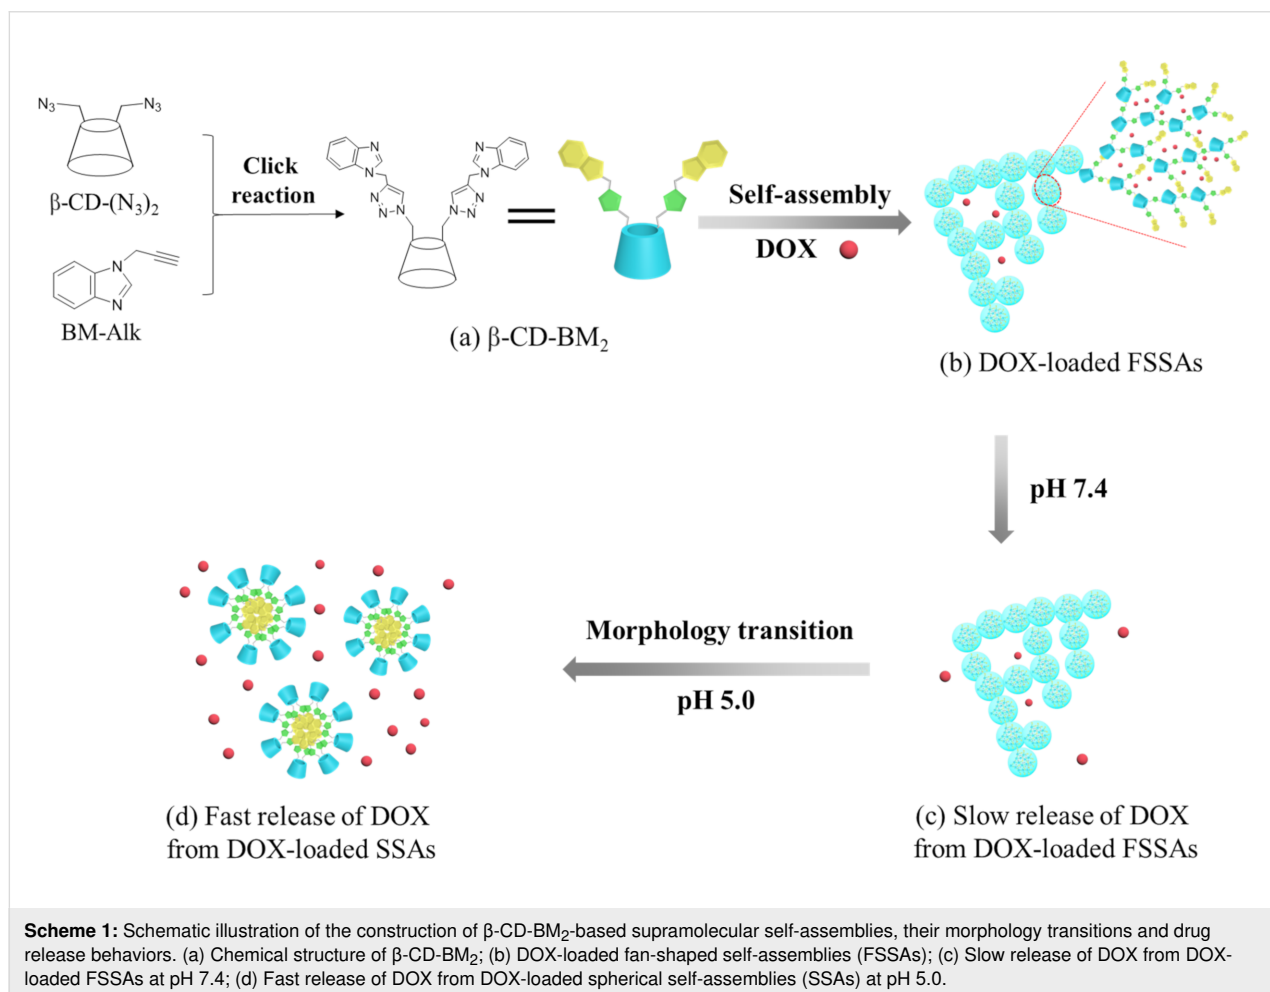 N₃
N₃
β-CD-(N₃)₂
N
N
BM-Alk
Click
reaction
N
N
N
N
N
N
N
N
N
N
(a) β-CD-BM₂
Self-assembly
DOX
(b) DOX-loaded FSSAs
pH 7.4
Morphology transition
pH 5.0
(d) Fast release of DOX
from DOX-loaded SSAs
(c) Slow release of DOX
from DOX-loaded FSSAs
Scheme 1: Schematic illustration of the construction of β-CD-BM₂-based supramolecular self-assemblies, their morphology transitions and drug
release behaviors. (a) Chemical structure of β-CD-BM₂; (b) DOX-loaded fan-shaped self-assemblies (FSSAs); (c) Slow release of DOX from DOX-
loaded FSSAs at pH 7.4; (d) Fast release of DOX from DOX-loaded spherical self-assemblies (SSAs) at pH 5.0.